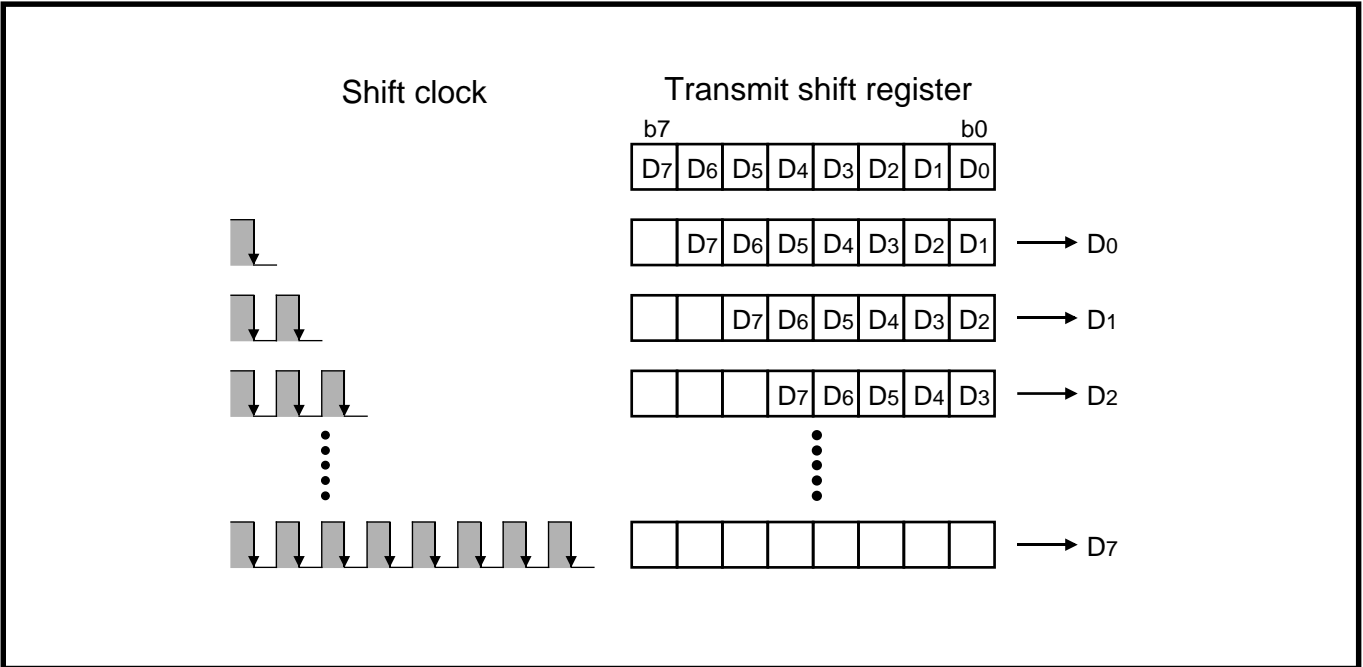 Shift clock
Transmit shift register
b7 b0
D7 D6 D5 D4 D3 D2 D1 D0
D7 D6 D5 D4 D3 D2 D1 D0
D7 D6 D5 D4 D3 D2 D1
D7 D6 D5 D4 D3 D2
D7